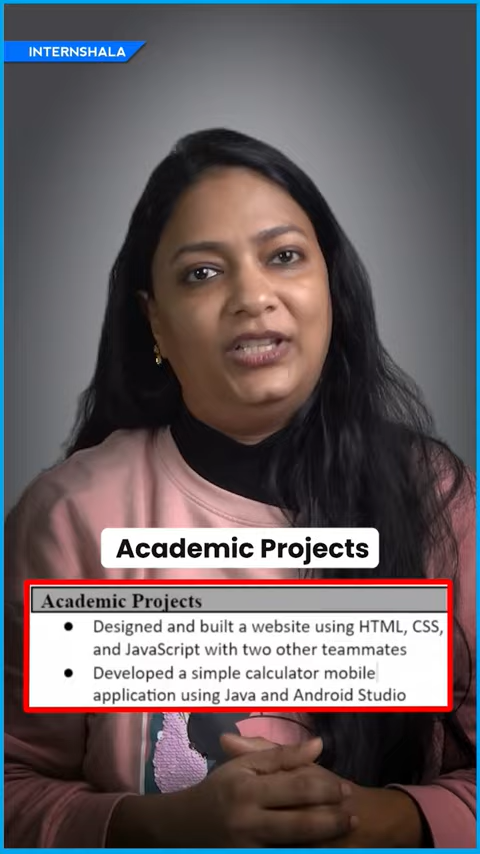 INTERNSHALA
Academic Projects
Academic Projects
● Designed and built a website using HTML, CSS,
and JavaScript with two other teammates
● Developed a simple calculator mobile
application using Java and Android Studio